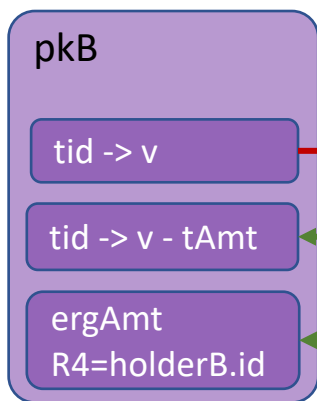 pkB
tid -> v
tid -> v - tAmt
ergAmt
R4=holderB.id